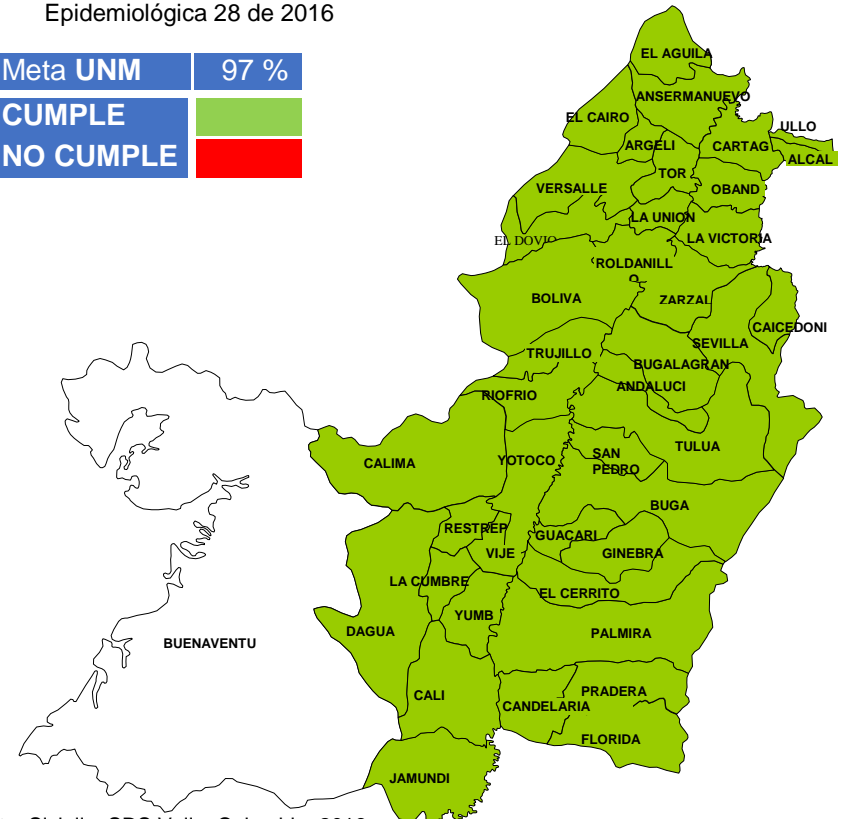 Epidemiológica 28 de 2016
Meta UNM 97 %
CUMPLE
NO CUMPLE
EL AGUILA
ANSERMANUEVO
EL CAIRO
ULLO
ARGELI
CARTAG
ALCAL
TOR
VERSALLE
OBAND
LA UNION
EL DOVIO
LA VICTORIA
ROLDANILL
O
BOLIVA
ZARZAL
CAICEDONI
SEVILLA
TRUJILLO
BUGALAGRAN
ANDALUCI
RIOFRIO
TULUA
SAN
PEDRO
CALIMA
YOTOCO
BUGA
RESTREP
GUACARI
VIJE
GINEBRA
LA CUMBRE
EL CERRITO
YUMB
DAGUA
PALMIRA
BUENAVENTU
PRADERA
CALI
CANDELARIA
FLORIDA
JAMUNDI